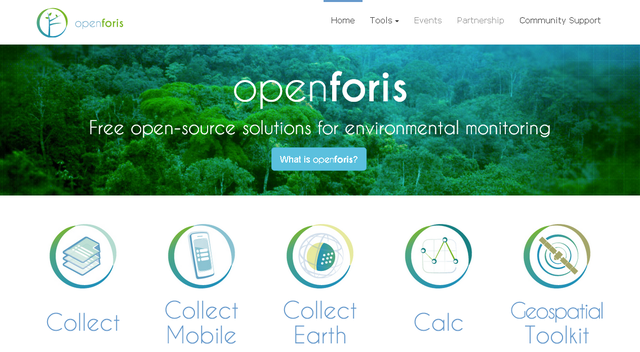 openforis
Home Tools Events Partnership Community Support
openforis
Free open-source solutions for environmental monitoring
What is openforis?
Collect
Collect
Mobile
Collect
Earth
Calc
Geospatial
Toolkit